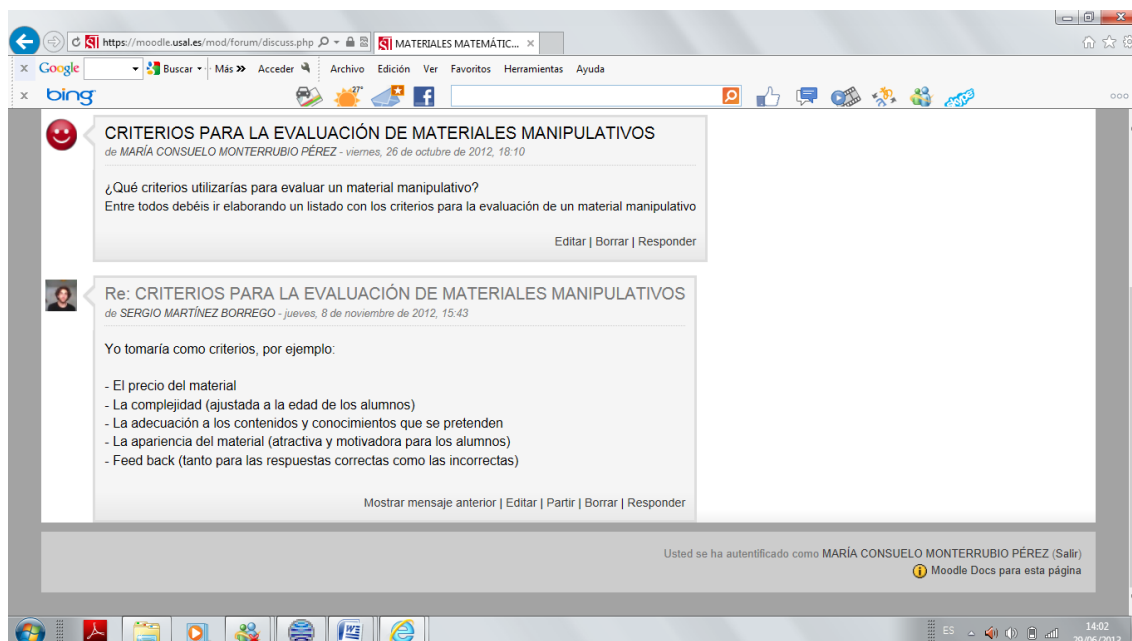 https://moodle.usal.es/mod/forum/discuss.php
MATERIALES MATEMÁTIC...
x Google Buscar Más >> Acceder Archivo Edición Ver Favoritos Herramientas Ayuda
x bing 27°
CRITERIOS PARA LA EVALUACIÓN DE MATERIALES MANIPULATIVOS
de MARÍA CONSUELO MONTERRUBIO PÉREZ - viernes, 26 de octubre de 2012, 18:10
¿Qué criterios utilizarías para evaluar un material manipulativo?
Entre todos debéis ir elaborando un listado con los criterios para la evaluación de un material manipulativo
Editar | Borrar | Responder
Re: CRITERIOS PARA LA EVALUACIÓN DE MATERIALES MANIPULATIVOS
de SERGIO MARTÍNEZ BORREGO - jueves, 8 de noviembre de 2012, 15:43
Yo tomaría como criterios, por ejemplo:
- El precio del material
- La complejidad (ajustada a la edad de los alumnos)
- La adecuación a los contenidos y conocimientos que se pretenden
- La apariencia del material (atractiva y motivadora para los alumnos)
- Feed back (tanto para las respuestas correctas como las incorrectas)
Mostrar mensaje anterior | Editar | Partir | Borrar | Responder
Usted se ha autentificado como MARÍA CONSUELO MONTERRUBIO PÉREZ (Salir)
Moodle Docs para esta página
ES 14:02
29/06/2013